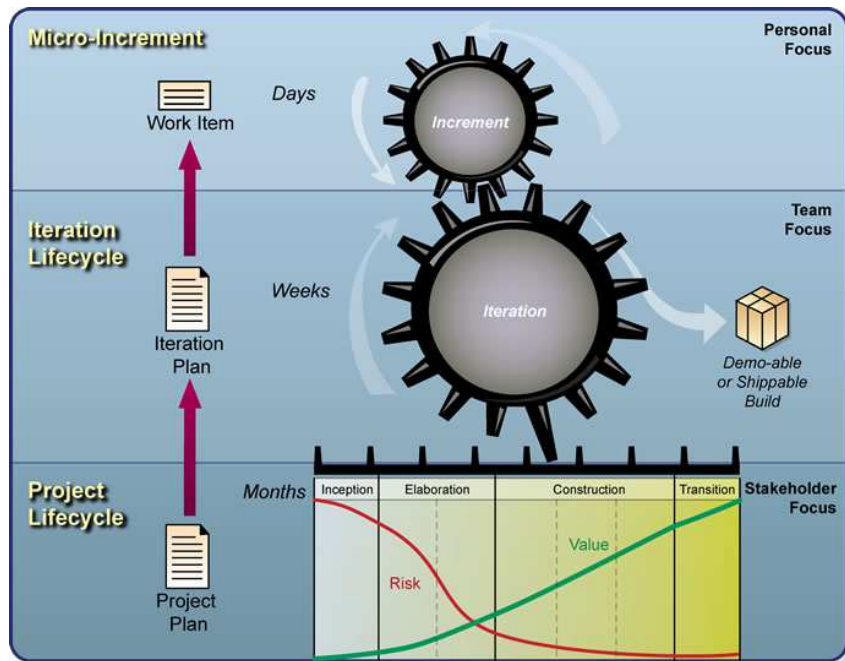 Micro-Increment
Personal
Focus
Days
Work Item
Increment
Iteration
Lifecycle
Team
Focus
Weeks
Iteration
Plan
Iteration
Demo-able
or Shippable
Build
Project
Lifecycle
Months
Inception
Elaboration
Construction
Transition
Stakeholder
Focus
Value
Risk
Project
Plan